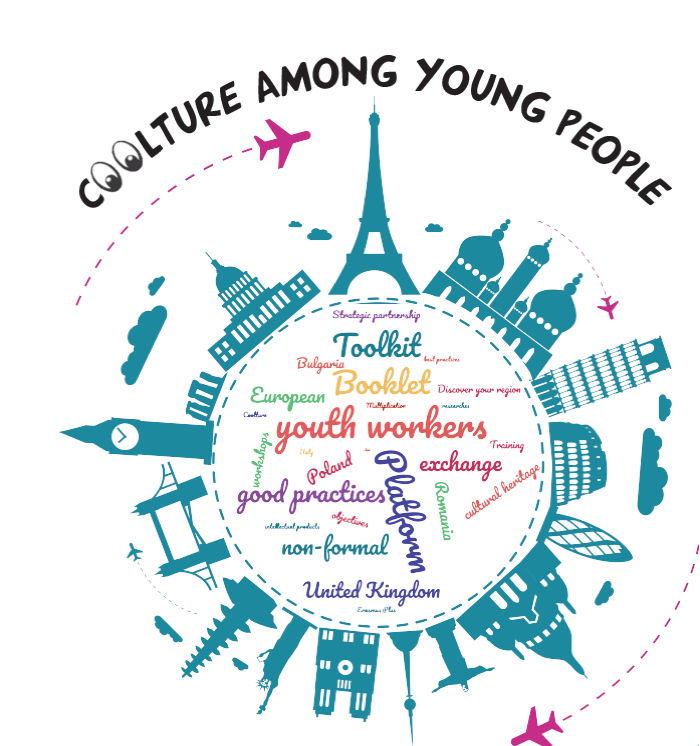 COOLTURE AMONG YOUNG PEOPLE
Strategic partnership
Toolkit
best practices
Bulgaria
Booklet
Discover your region
European
Multiplication
researches
Coolture
youth workers
Training
workshops
Italy
Poland
exchange
Platform
good practices
Romania
cultural heritage
objectives
intellectual products
non-formal
United Kingdom
Erasmus Plus